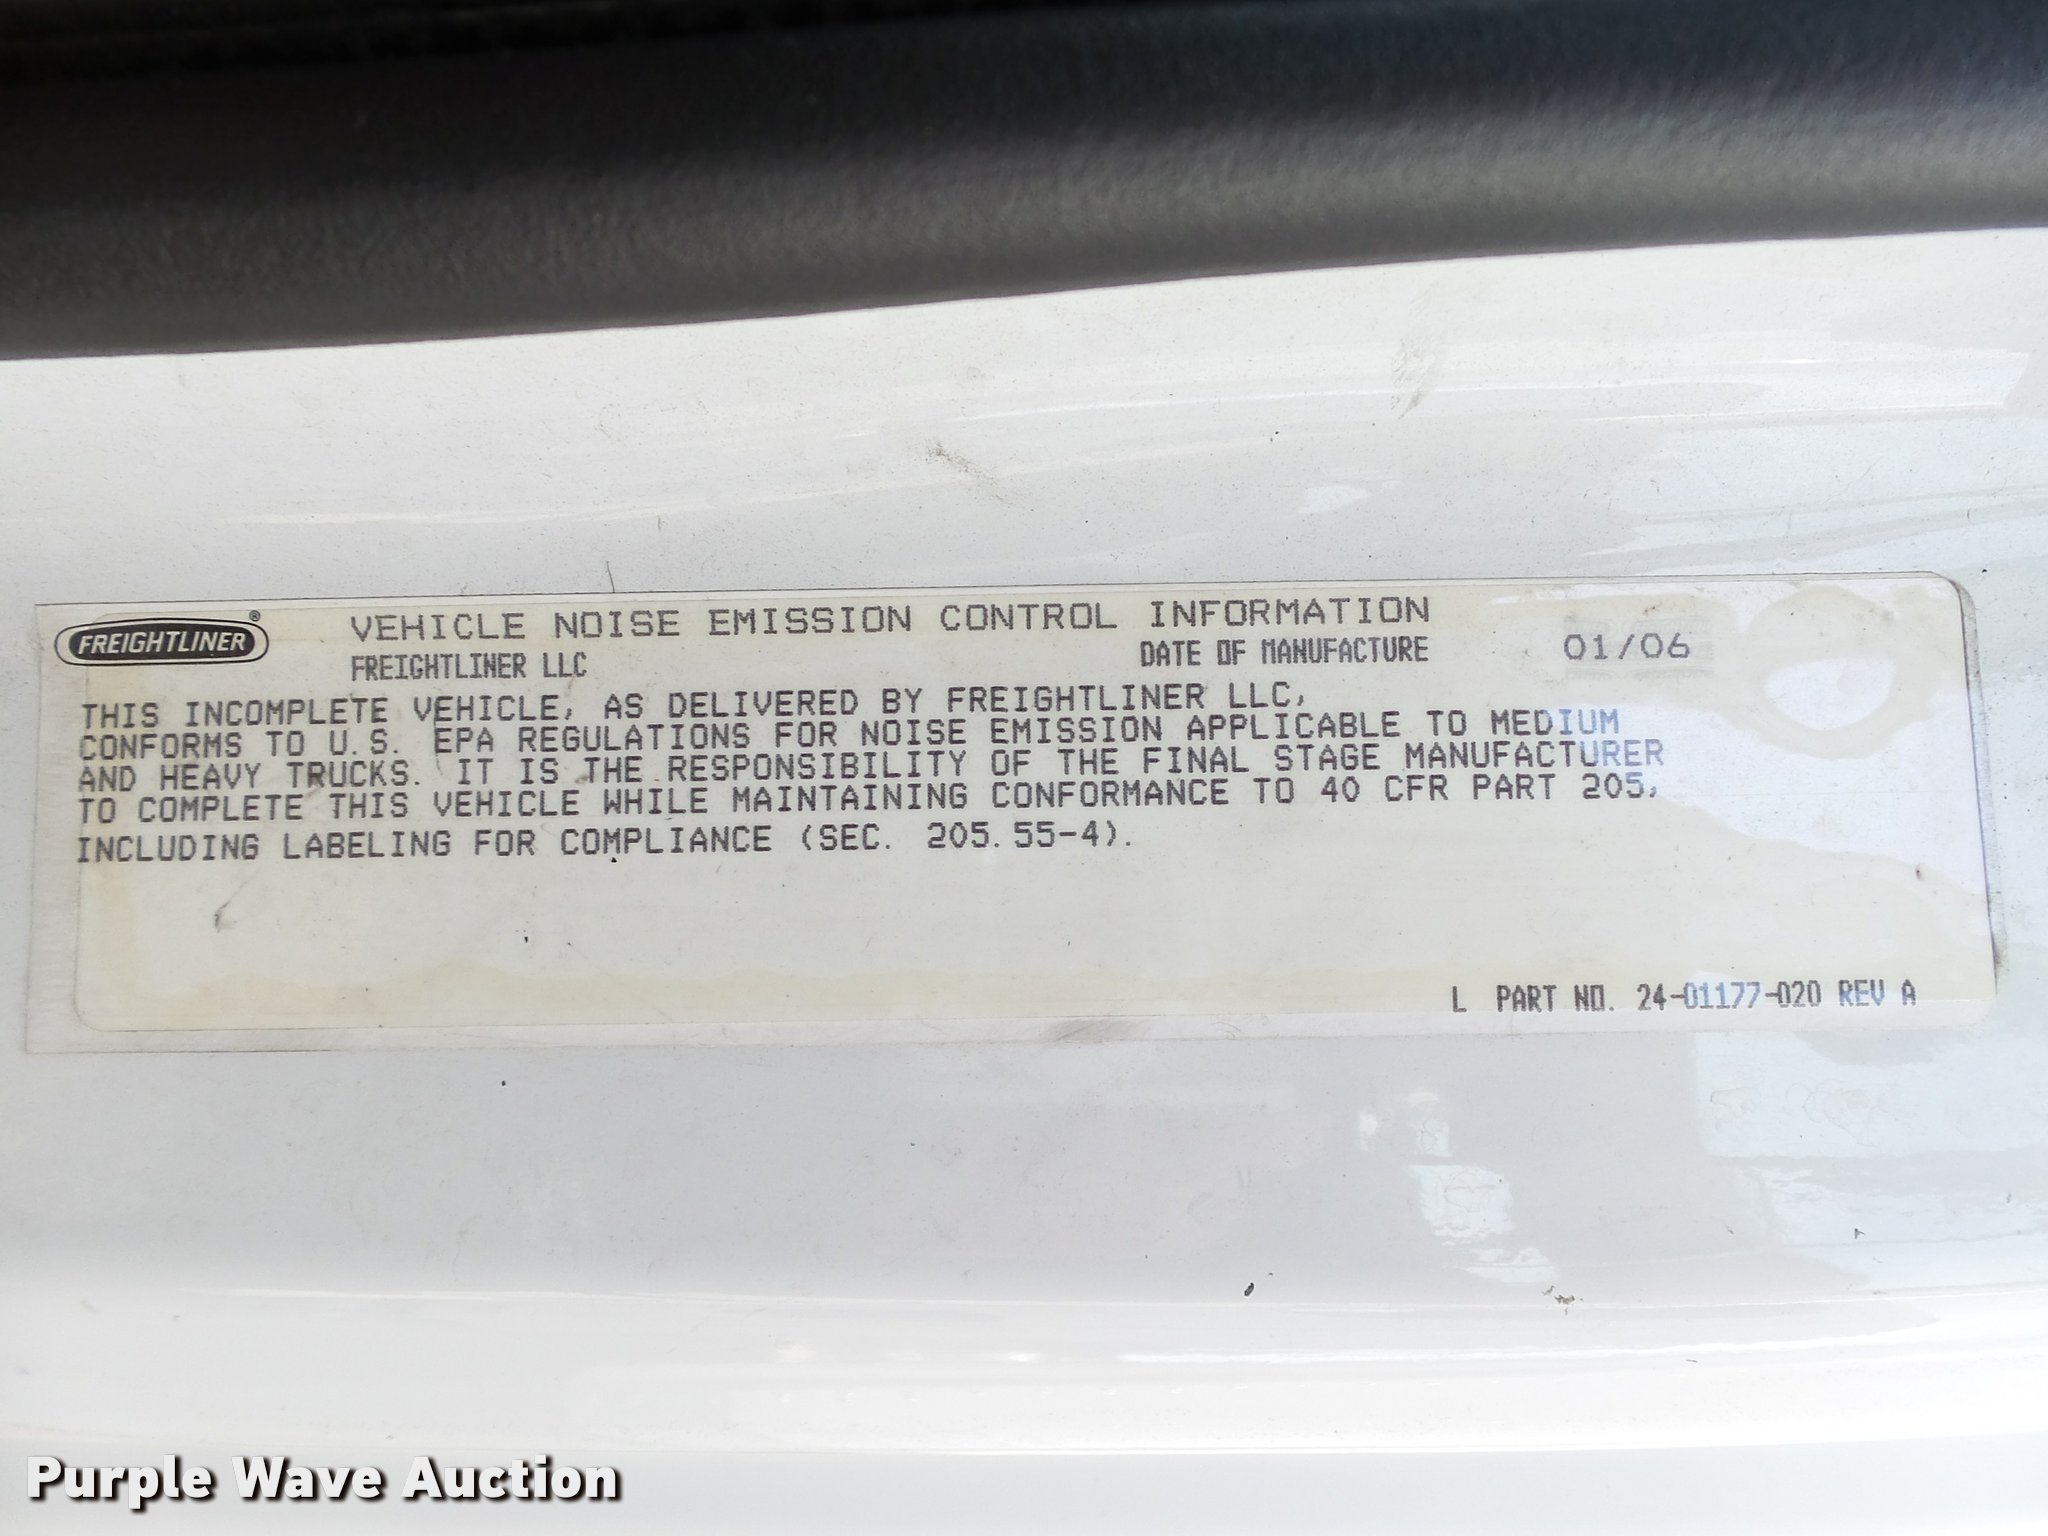 FREIGHTLINER®
VEHICLE NOISE EMISSION CONTROL INFORMATION
FREIGHTLINER LLC DATE OF MANUFACTURE 01/06
THIS INCOMPLETE VEHICLE, AS DELIVERED BY FREIGHTLINER LLC,
CONFORMS TO U.S. EPA REGULATIONS FOR NOISE EMISSION APPLICABLE TO MEDIUM
AND HEAVY TRUCKS. IT IS THE RESPONSIBILITY OF THE FINAL STAGE MANUFACTURER
TO COMPLETE THIS VEHICLE WHILE MAINTAINING CONFORMANCE TO 40 CFR PART 205,
INCLUDING LABELING FOR COMPLIANCE (SEC. 205.55-4).
L PART NO. 24-01177-020 REV A
Purple Wave Auction